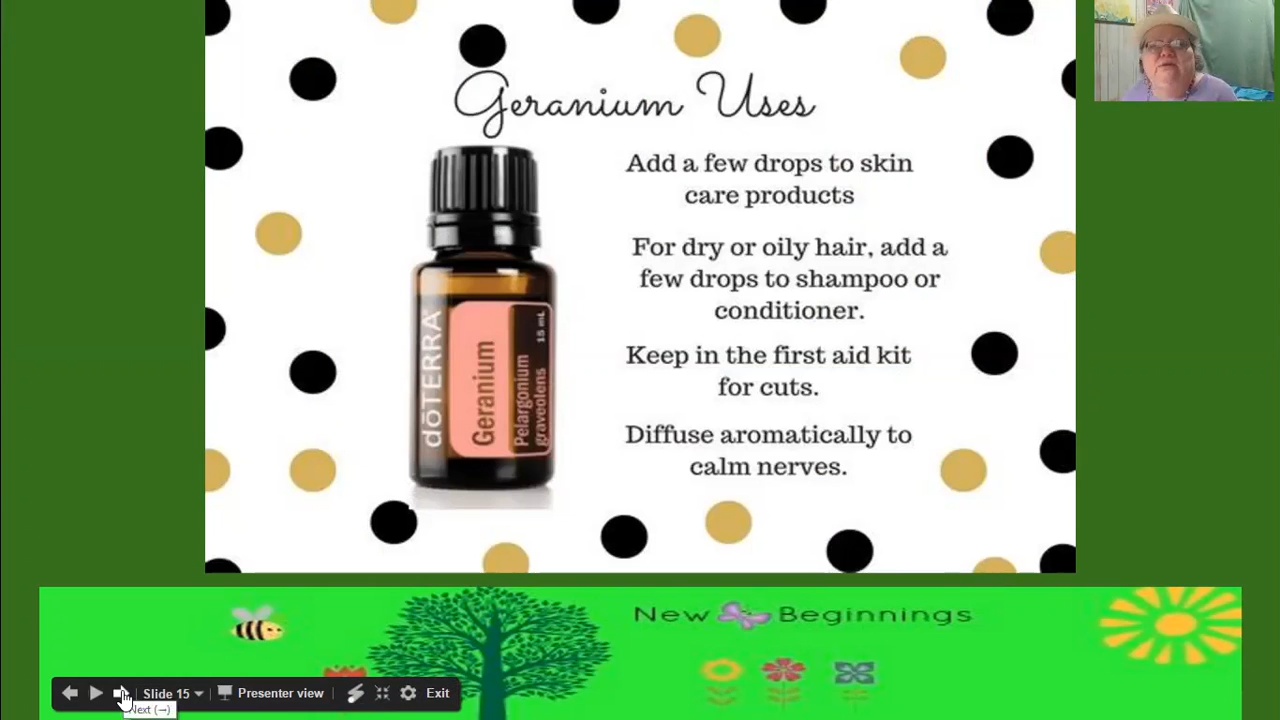 Geranium Uses
Add a few drops to skin
care products
For dry or oily hair, add a
few drops to shampoo or
conditioner.
Keep in the first aid kit
for cuts.
Diffuse aromatically to
calm nerves.
dōTERRA
Geranium
Pelargonium
graveolens
15 mL
New Beginnings
Slide 15
Presenter view
Exit
Next (→)